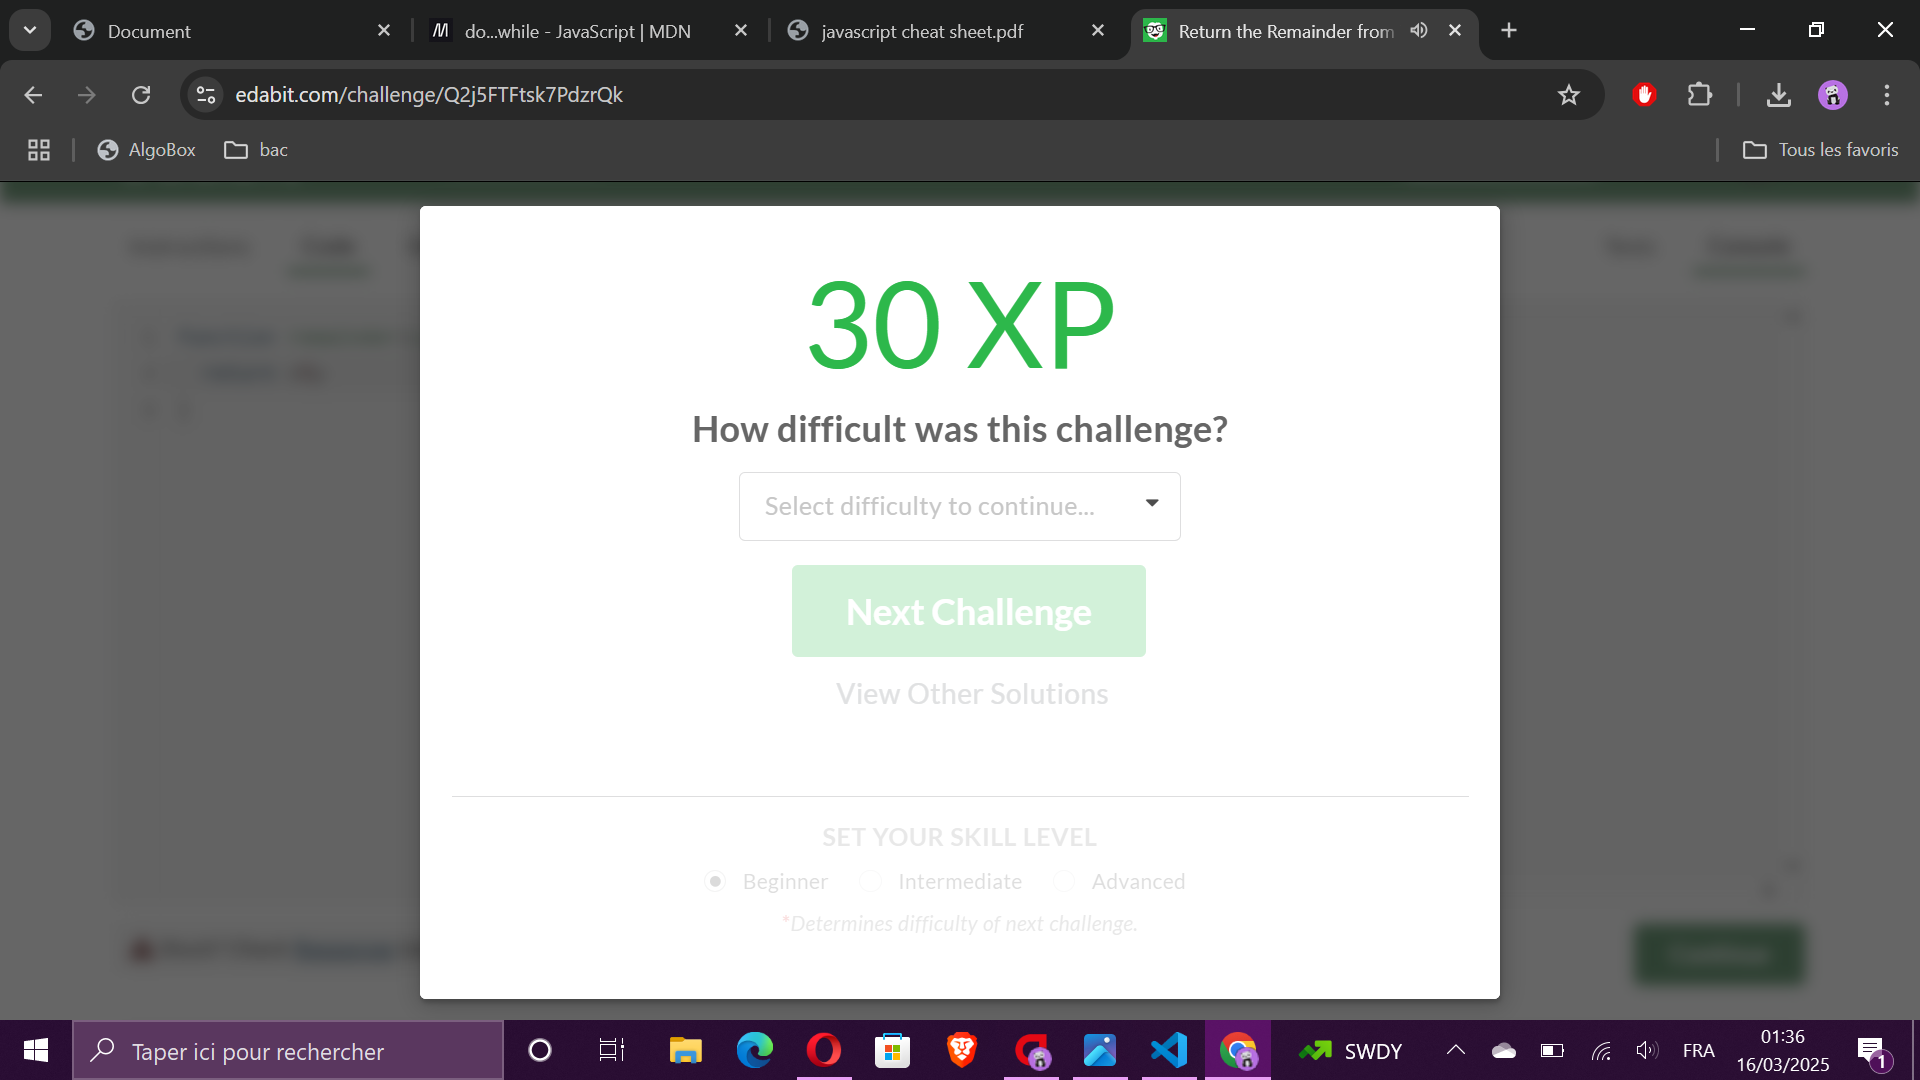 Document
do...while - JavaScript | MDN
javascript cheat sheet.pdf
Return the Remainder from
edabit.com/challenge/Q2j5FTFtsk7PdzrQk
AlgoBox
bac
Tous les favoris
30 XP
How difficult was this challenge?
Select difficulty to continue...
Next Challenge
View Other Solutions
SET YOUR SKILL LEVEL
Beginner Intermediate Advanced
*Determines difficulty of next challenge.
Taper ici pour rechercher
SWDY
FRA
01:36
16/03/2025
1